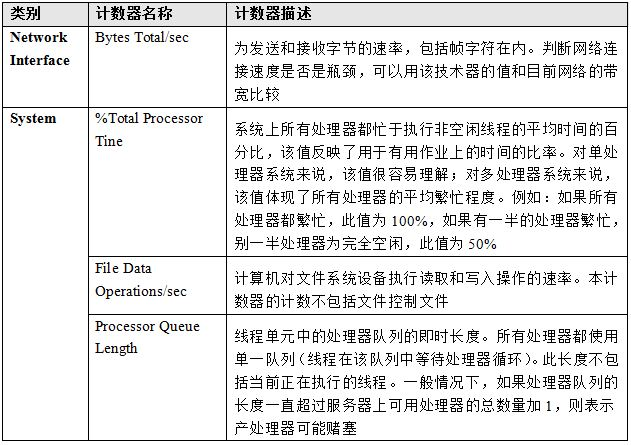 类别 计数器名称 计数器描述
Network Bytes Total/sec
Interface
为发送和接收字节的速率，包括帧字符在内。判断网络连
接速度是否是瓶颈，可以用该技术器的值和目前网络的带
宽比较
System %Total Processor
Tine
系统上所有处理器都忙于执行非空闲线程的平均时间的百
分比，该值反映了用于有用作业上的时间的比率。对单处
理器系统来说，该值很容易理解；对多处理器系统来说，
该值体现了所有处理器的平均繁忙程度。例如：如果所有
处理器都繁忙，此值为 100%，如果有一半的处理器繁忙，
别一半处理器为完全空闲，此值为 50%
File Data
Operations/sec
计算机对文件系统设备执行读取和写入操作的速率。本计
数器的计数不包括文件控制文件
Processor Queue
Length
线程单元中的处理器队列的即时长度。所有处理器都使用
单一队列(线程在该队列中等待处理器循环)。此长度不包
括当前正在执行的线程。一般情况下，如果处理器队列的
长度一直超过服务器上可用处理器的总数量加 1，则表示
产处理器可能赌塞